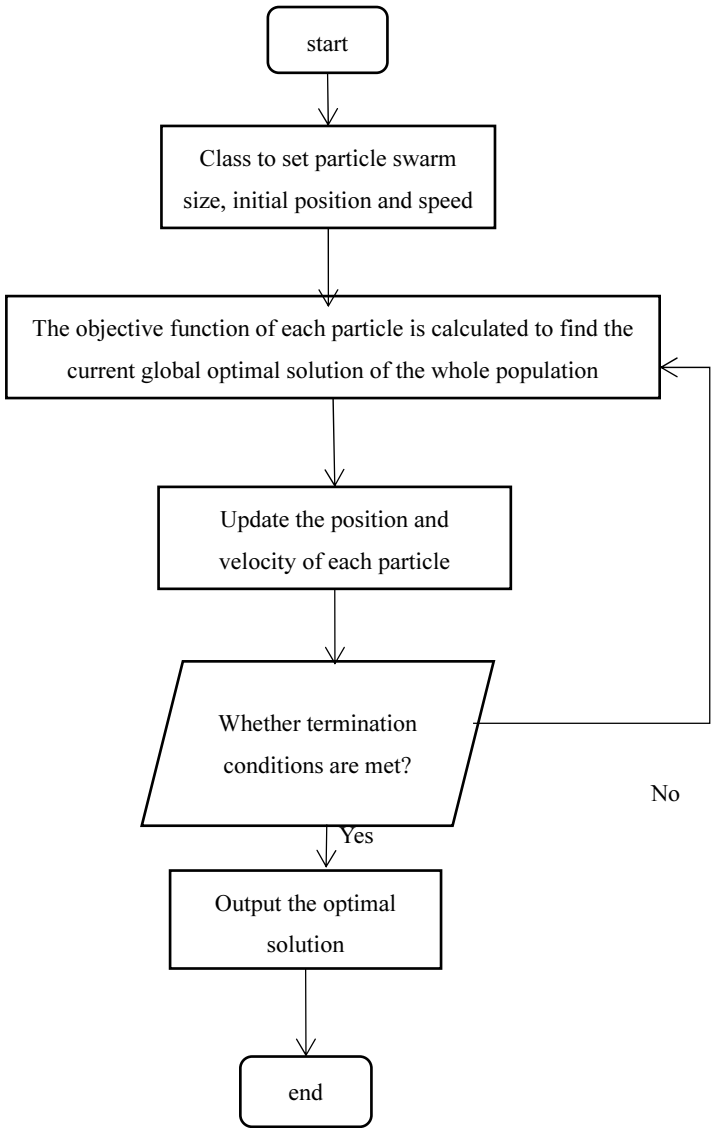 start
Class to set particle swarm
size, initial position and speed
The objective function of each particle is calculated to find the
current global optimal solution of the whole population
Update the position and
velocity of each particle
Whether termination
conditions are met?
No
Yes
Output the optimal
solution
end